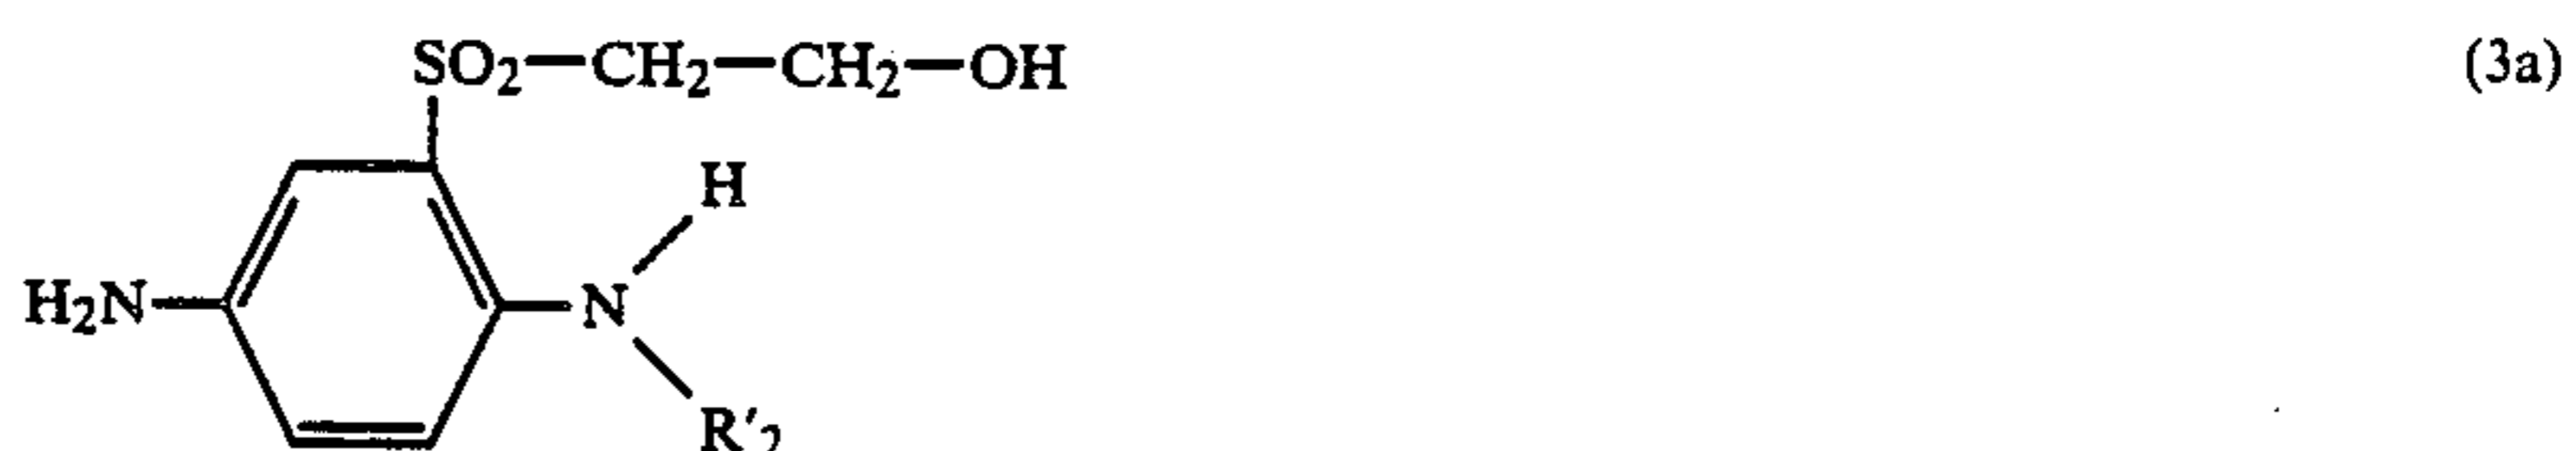 SO₂—CH₂—CH₂—OH (3a)
H
H₂N N
R'₂